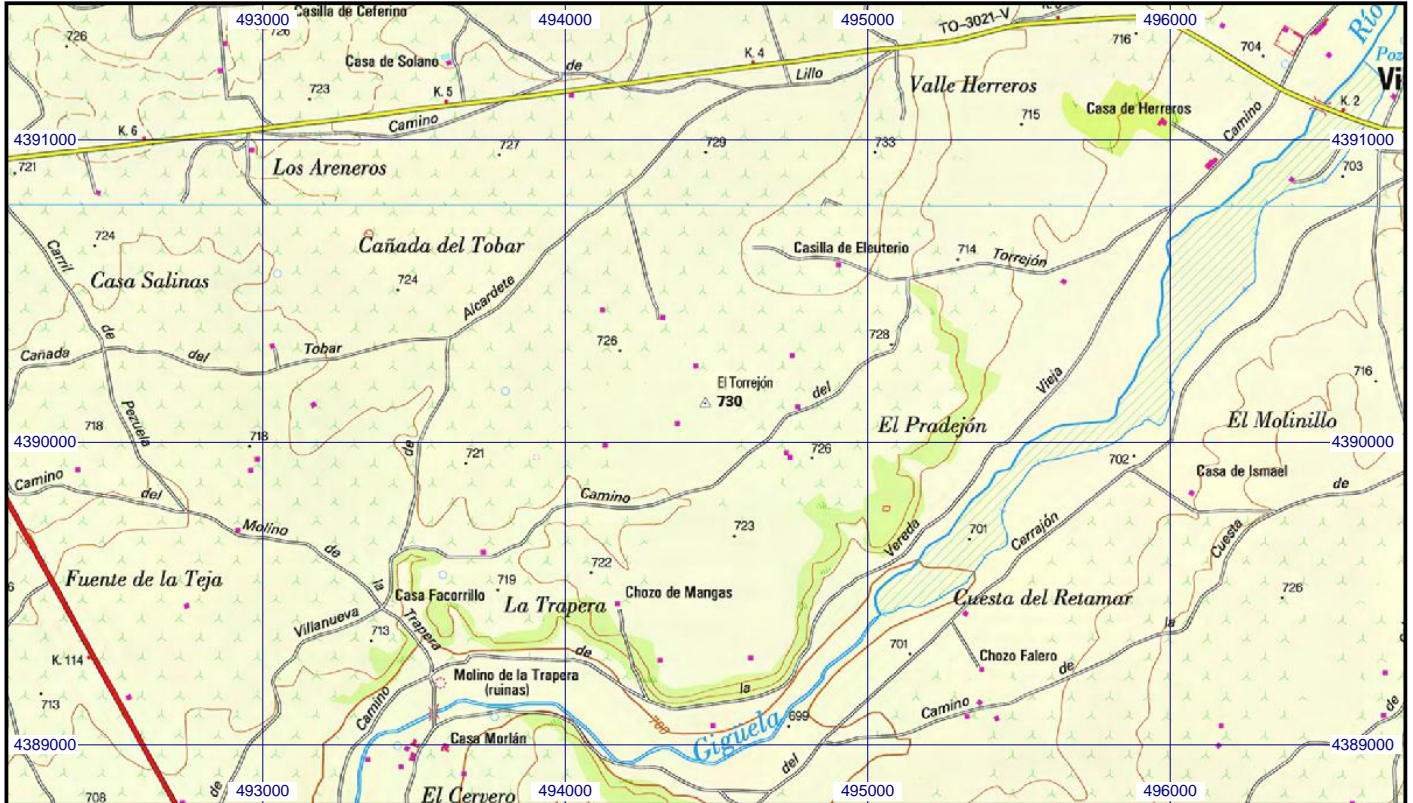 493000
494000
495000
496000
Casilla de Ceferino
726
726
TO-3021-V
716
704
Río
Casa de Solano
de
K. 4
Lillo
Poz
Vi
723
K. 5
Valle Herreros
Casa de Herreros
K. 2
K. 6
Camino
715
Camino
4391000
4391000
721
Los Areneros
727
729
733
703
724
Carril
Cañada del Tobar
Casilla de Eleuterio
714
Torrejón
Casa Salinas
724
Alcardete
de
728
726
Cañada
del
Tobar
Vieja
716
El Torrejón
730
del
Pezuela
718
718
El Pradejón
El Molinillo
4390000
4390000
de
721
726
702
Casa de Ismael
Camino
del
Camino
de
Molino
de
723
Vereda
701
Cerrajón
Cuesta
722
Fuente de la Teja
la
719
726
Casa Facorrillo
La Trapera
Chozo de Mangas
Cuesta del Retamar
Villanueva
Trapera
713
la
701
K. 114
de
Chozo Falero
de
Molino de la Trapera
(ruinas)
la
713
Camino
700
699
Camino
de
Gigüela
4389000
4389000
Casa Morlán
del
493000
494000
495000
496000
708
de
El Cervero